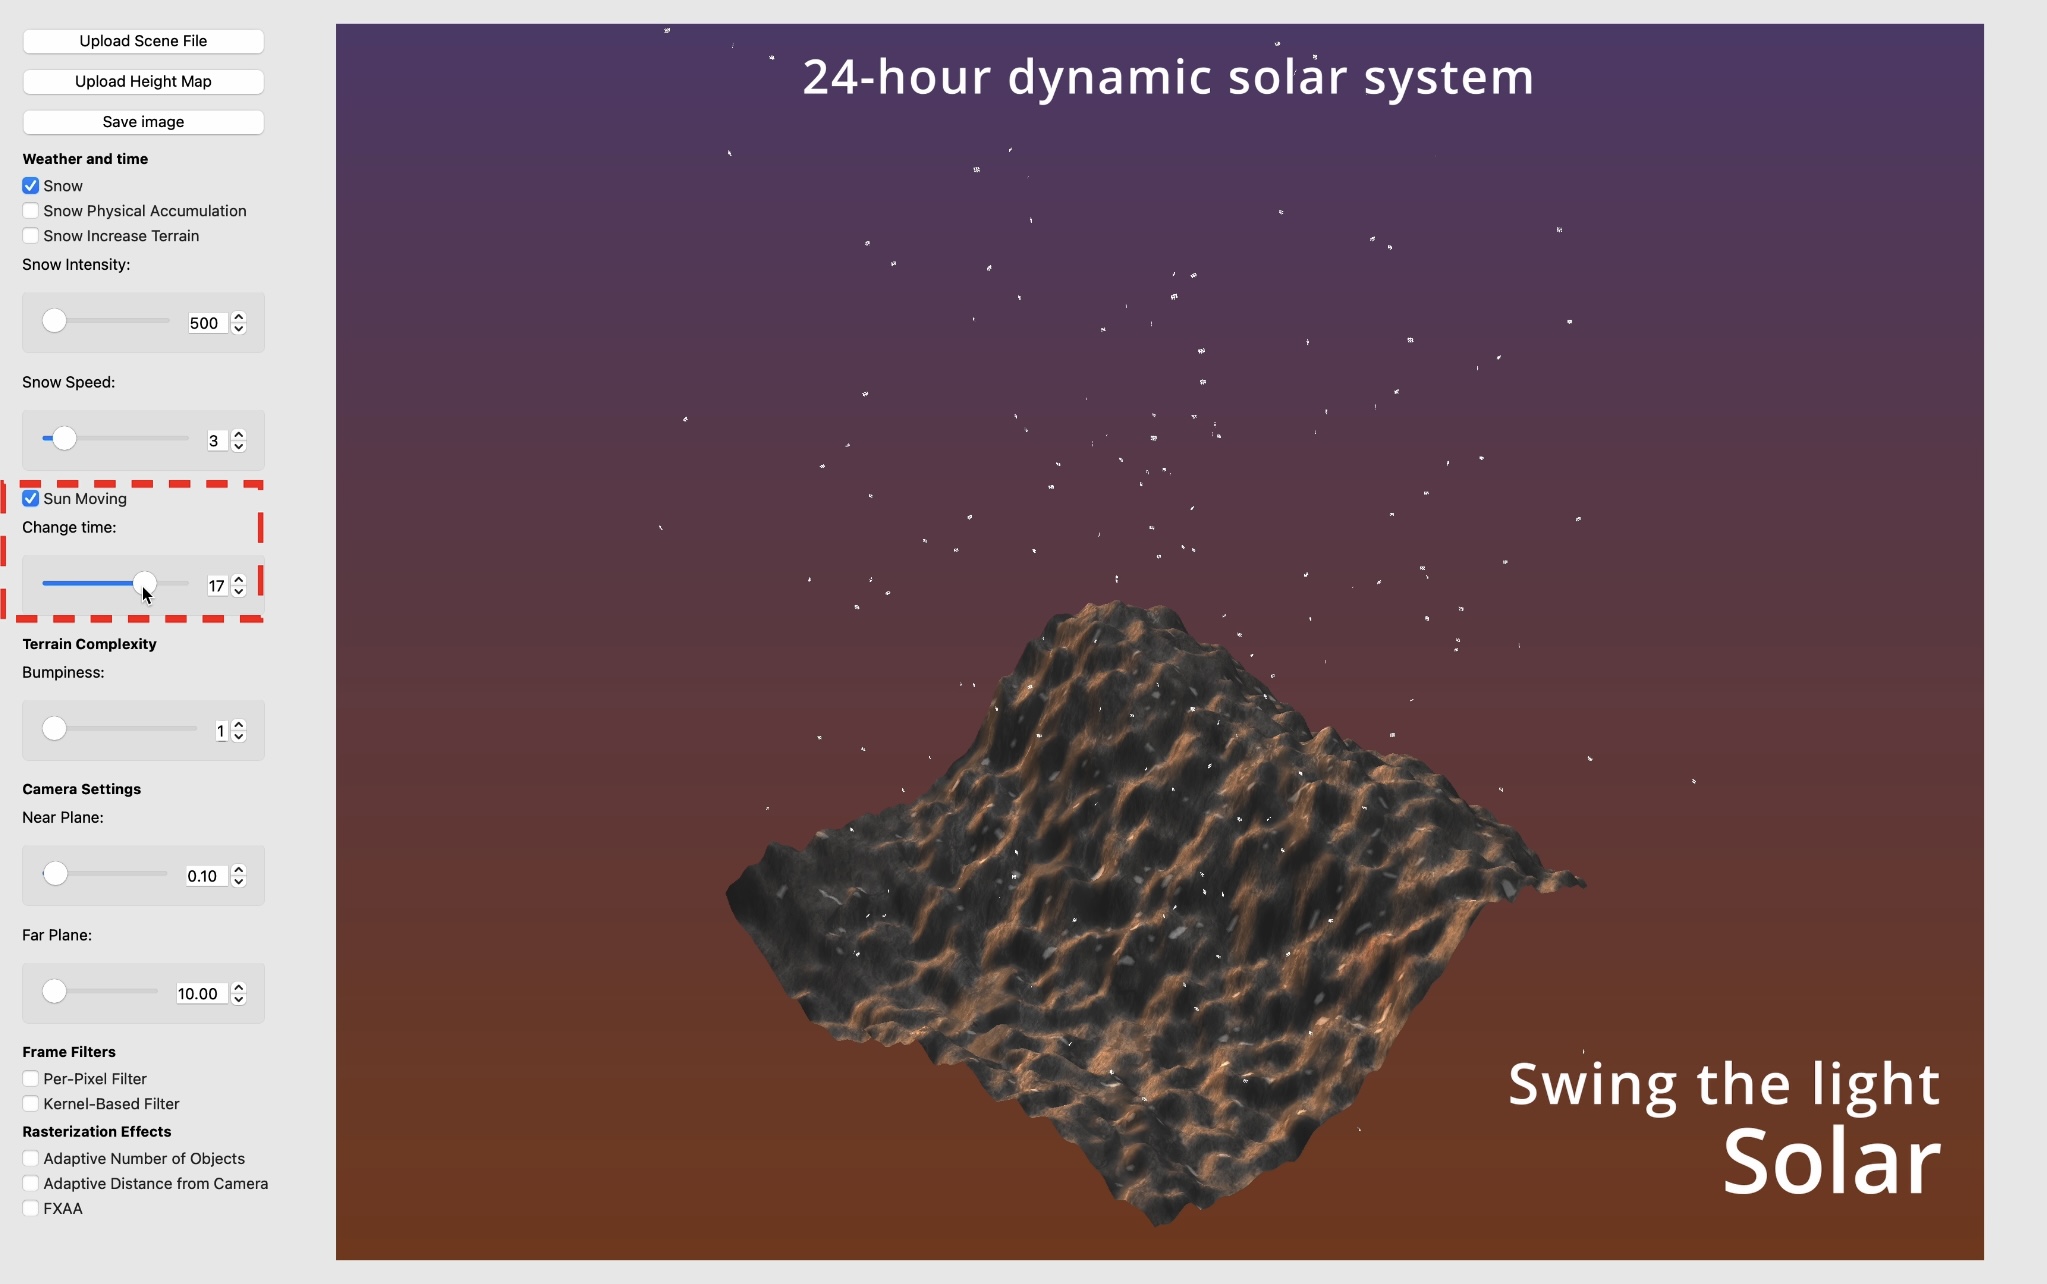 Upload Scene File
Upload Height Map
Save image
Weather and time
Snow
Snow Physical Accumulation
Snow Increase Terrain
Snow Intensity:
500
Snow Speed:
3
Sun Moving
Change time:
17
Terrain Complexity
Bumpiness:
1
Camera Settings
Near Plane:
0.10
Far Plane:
10.00
Frame Filters
Per-Pixel Filter
Kernel-Based Filter
Rasterization Effects
Adaptive Number of Objects
Adaptive Distance from Camera
FXAA
24-hour dynamic solar system
Swing the light
Solar